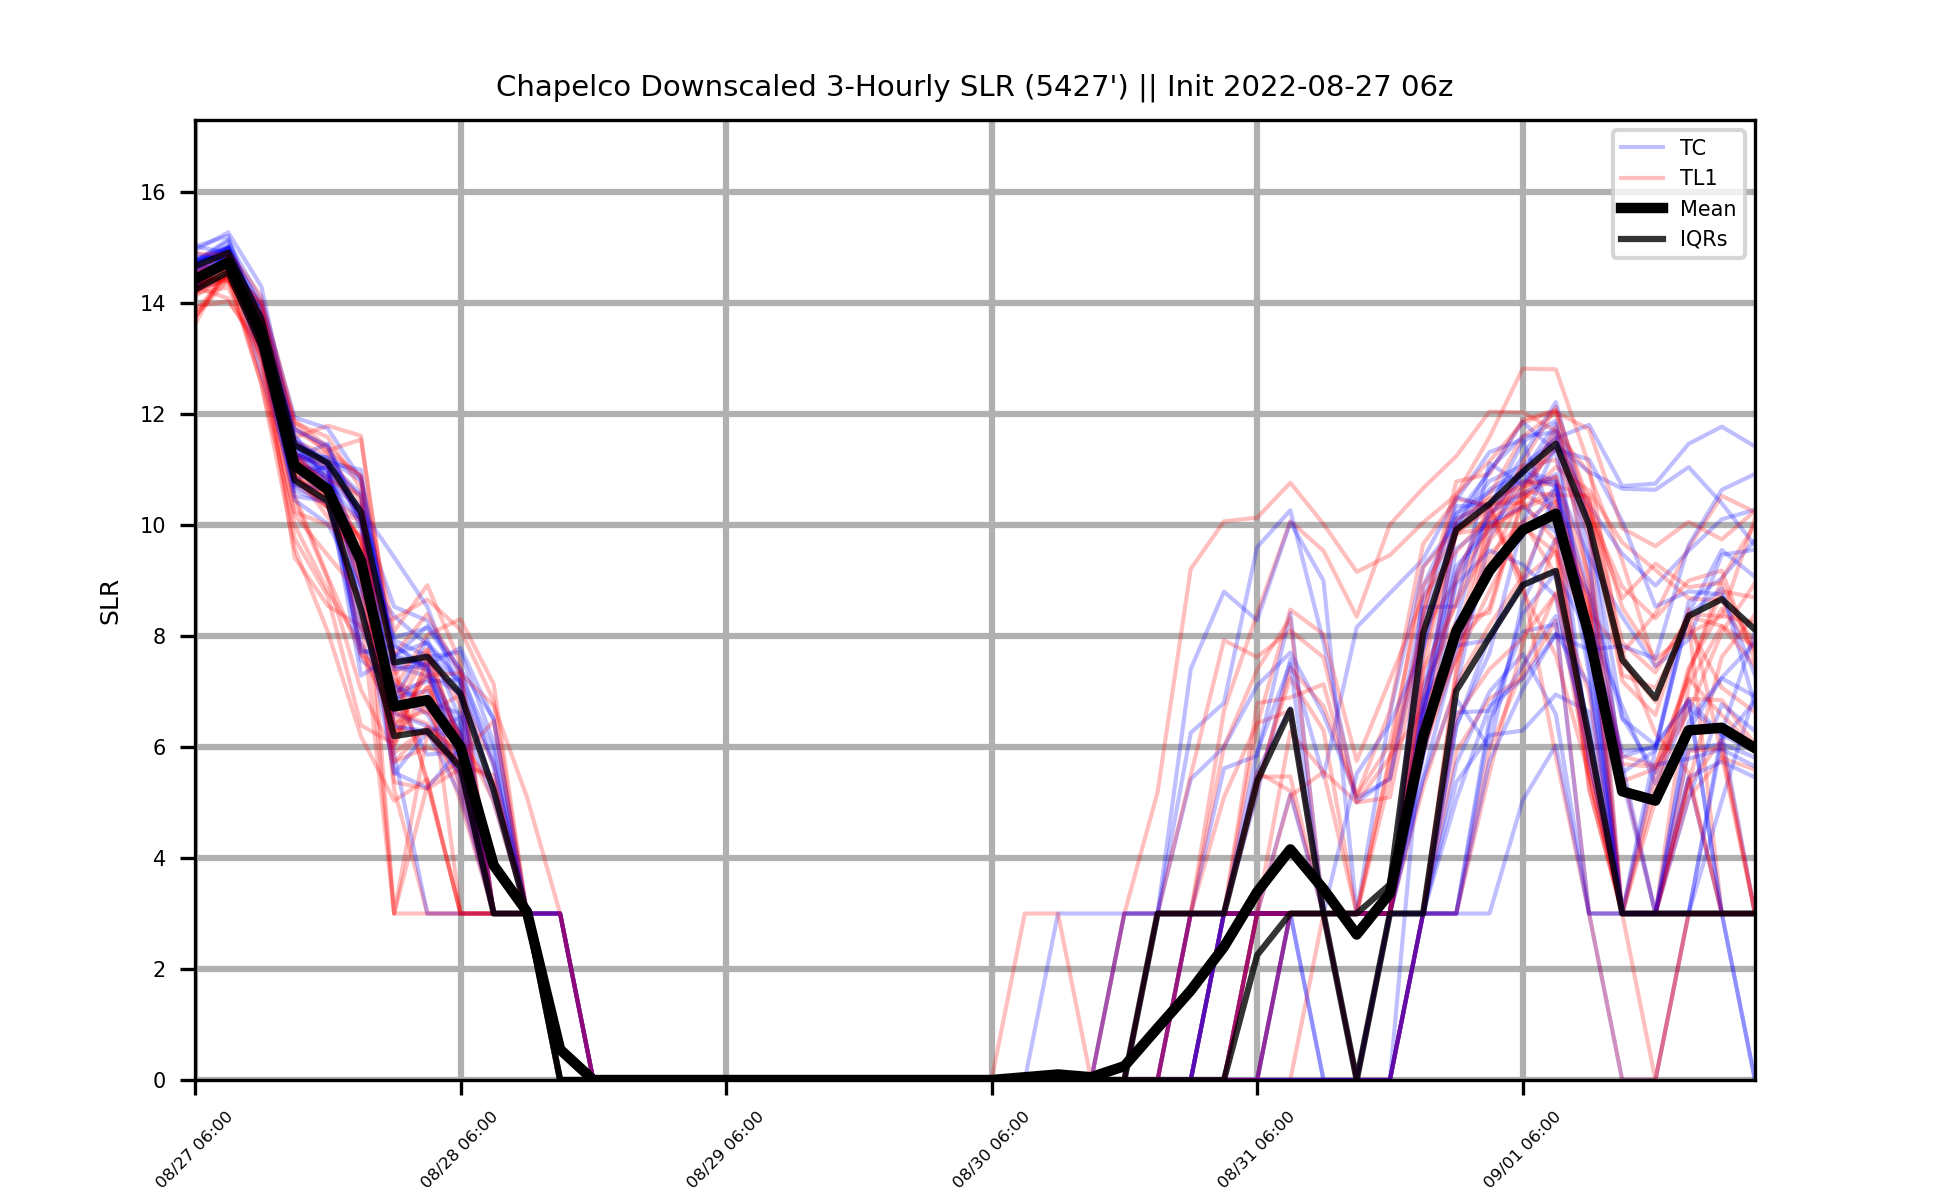 Chapelco Downscaled 3-Hourly SLR (5427') || Init 2022-08-27 06z
TC
TL1
Mean
IQRs
SLR
16
14
12
10
8
6
4
2
0
08/27 06:00
08/28 06:00
08/29 06:00
08/30 06:00
08/31 06:00
09/01 06:00